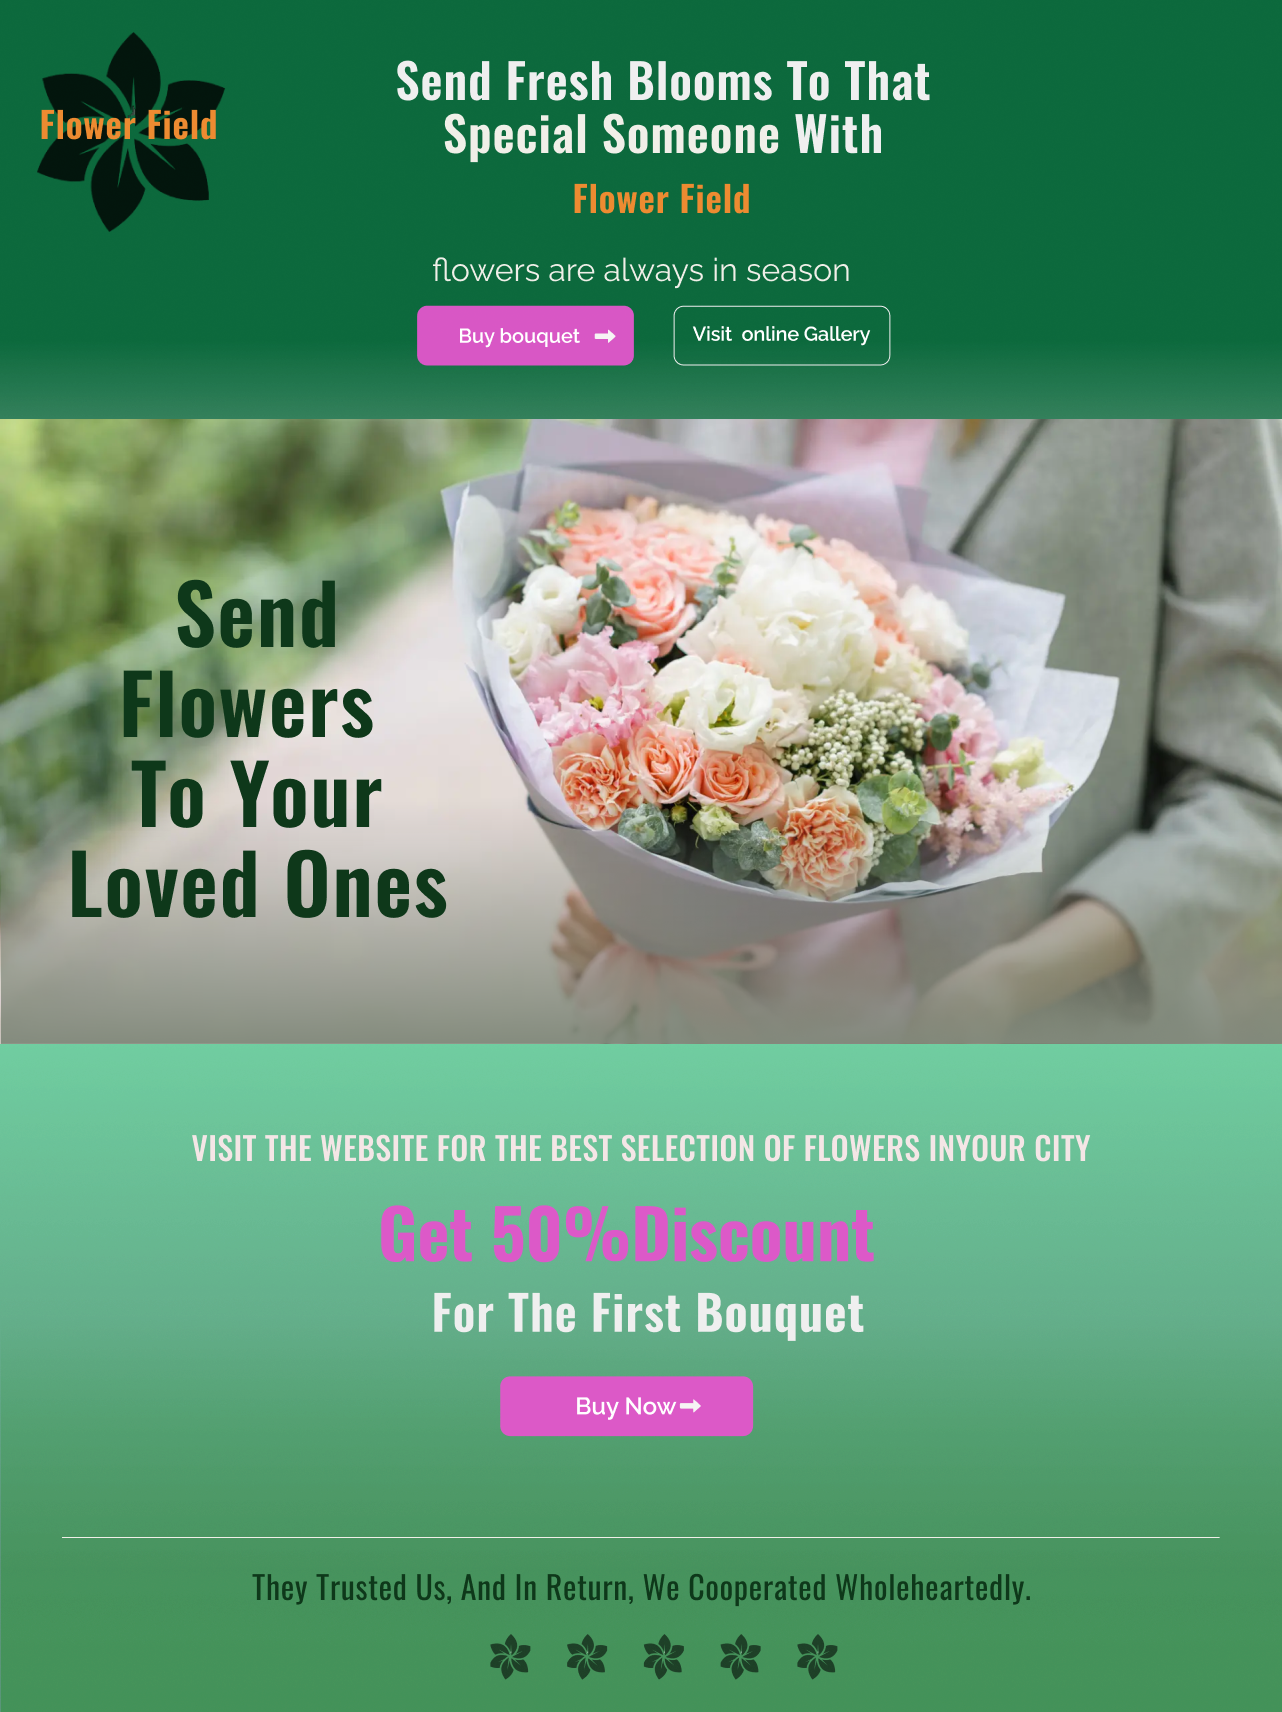 Flower Field
Send Fresh Blooms To That
Special Someone With
Flower Field
flowers are always in season
Buy bouquet
Visit online Gallery
Send
Flowers
To Your
Loved Ones
VISIT THE WEBSITE FOR THE BEST SELECTION OF FLOWERS INYOUR CITY
Get 50%Discount
For The First Bouquet
Buy Now
They Trusted Us, And In Return, We Cooperated Wholeheartedly.